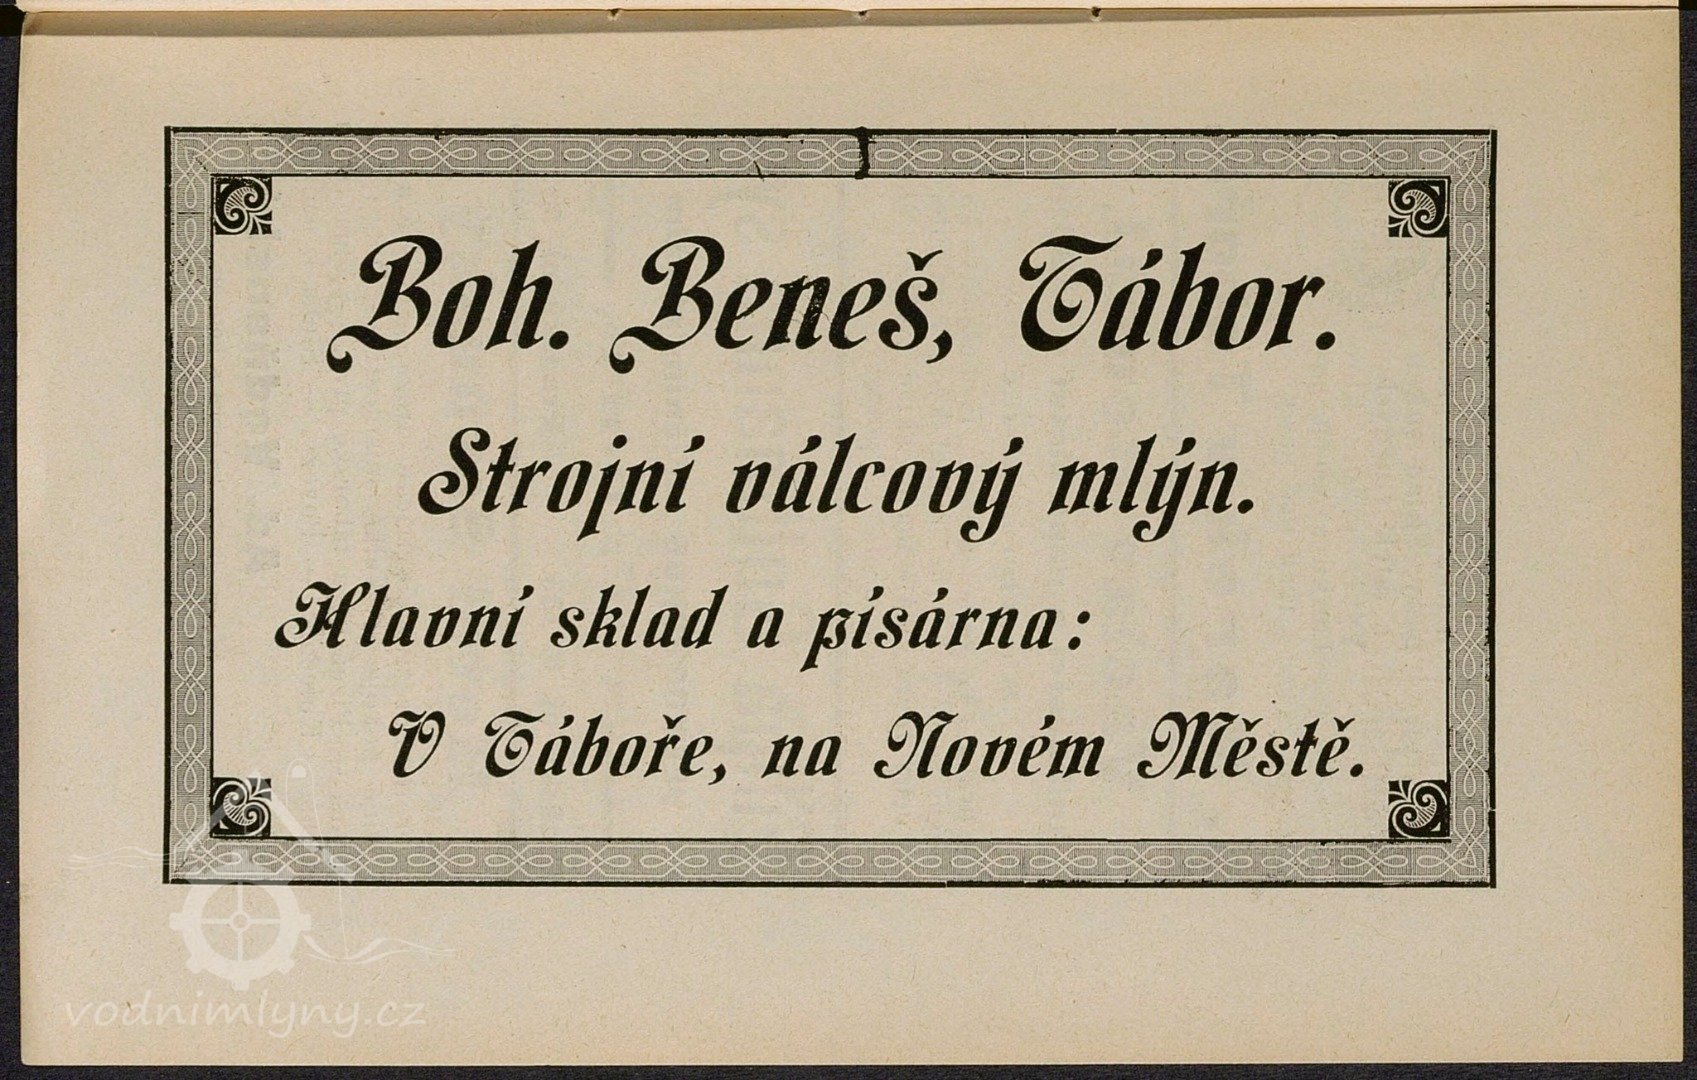 Boh. Beneš, Tábor.
Strojní válcový mlýn.
Hlavní sklad a písárna:
V Táboře, na Novém Městě.
vodnimlyny.cz